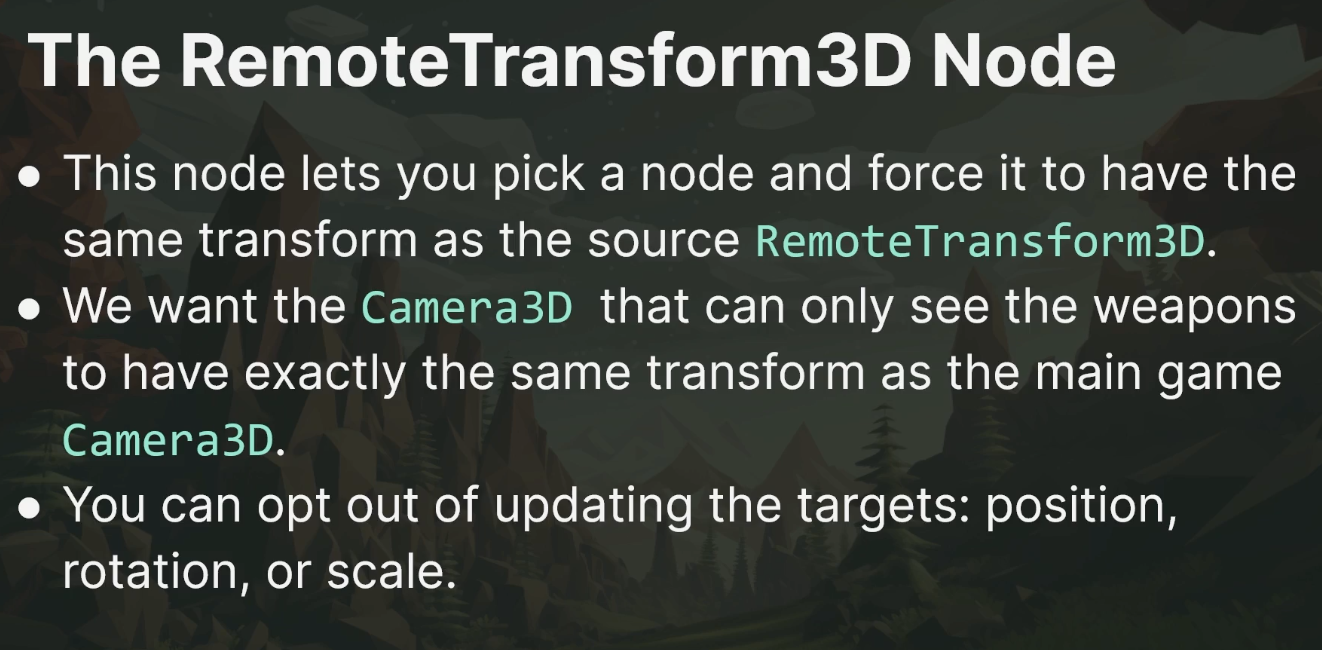 The RemoteTransform3D Node
● This node lets you pick a node and force it to have the
same transform as the source RemoteTransform3D.
● We want the Camera3D that can only see the weapons
to have exactly the same transform as the main game
Camera3D.
● You can opt out of updating the targets: position,
rotation, or scale.